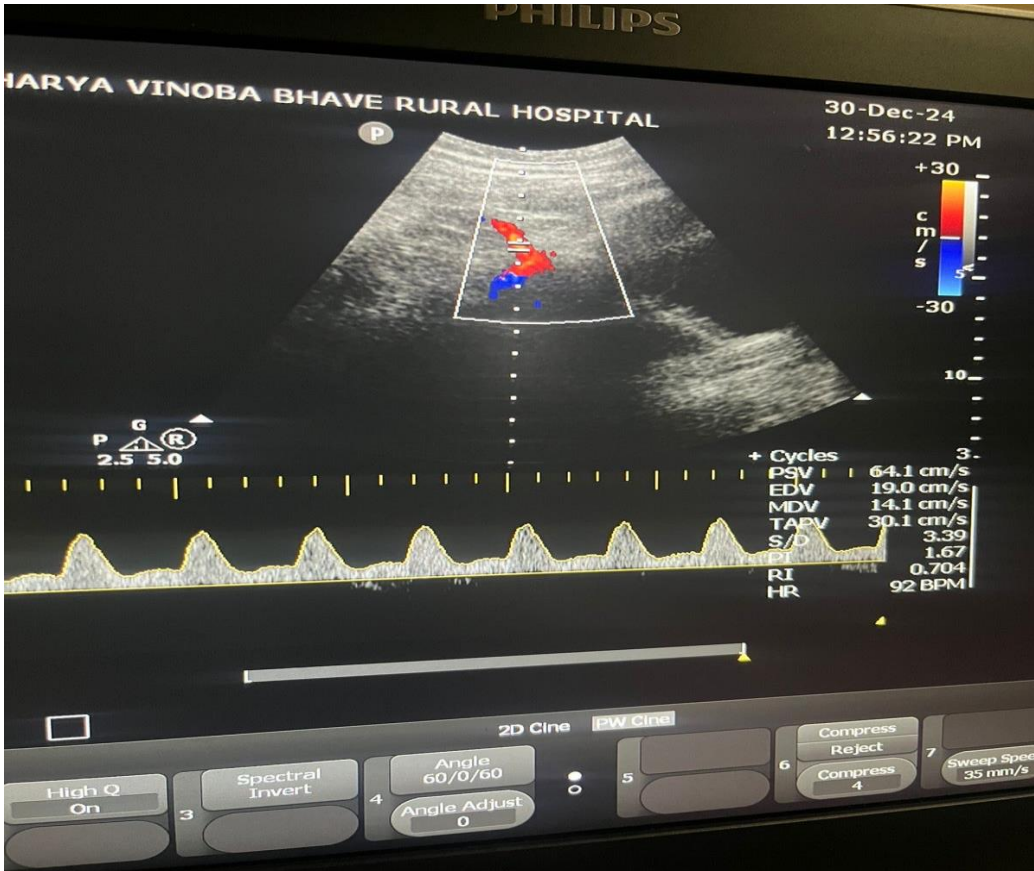 PHILIPS
HARYA VINOBA BHAVE RURAL HOSPITAL
30-Dec-24
12:56:22 PM
P
+30
c
m
/
s
5
-30
10
G
P R
2.5 5.0
3
+ Cycles
PSV 64.1 cm/s
EDV 19.0 cm/s
MDV 14.1 cm/s
TAPV 30.1 cm/s
S/D 3.39
PI 1.67
RI 0.704
HR 92 BPM
2D Cine PW Cine
High Q
On
3
Spectral
Invert
4
Angle
60/0/60
Angle Adjust
0
5
6
Compress
Reject
Compress
4
7
Sweep Spee
35 mm/s